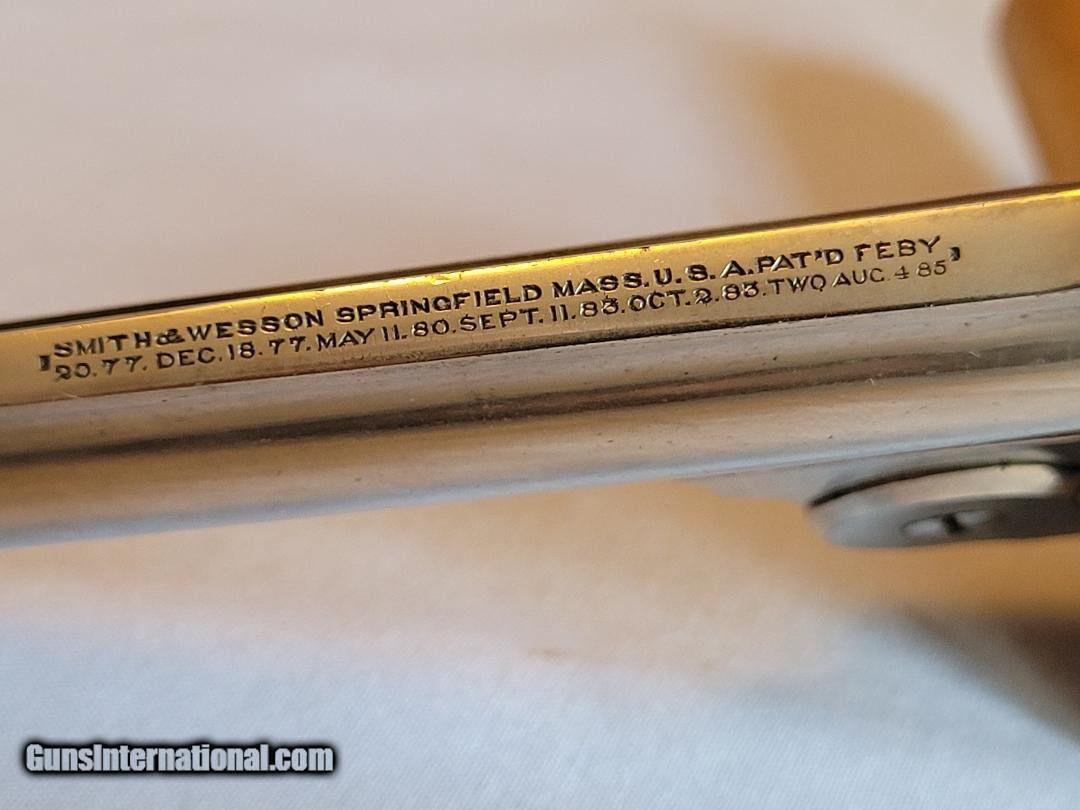 SMITH & WESSON SPRINGFIELD MASS. U.S.A. PAT'D FEBY
20.77. DEC.18.77. MAY 11.80. SEPT.11.83. OCT.2.83. TWO AUC.4 85
GunsInternational.com